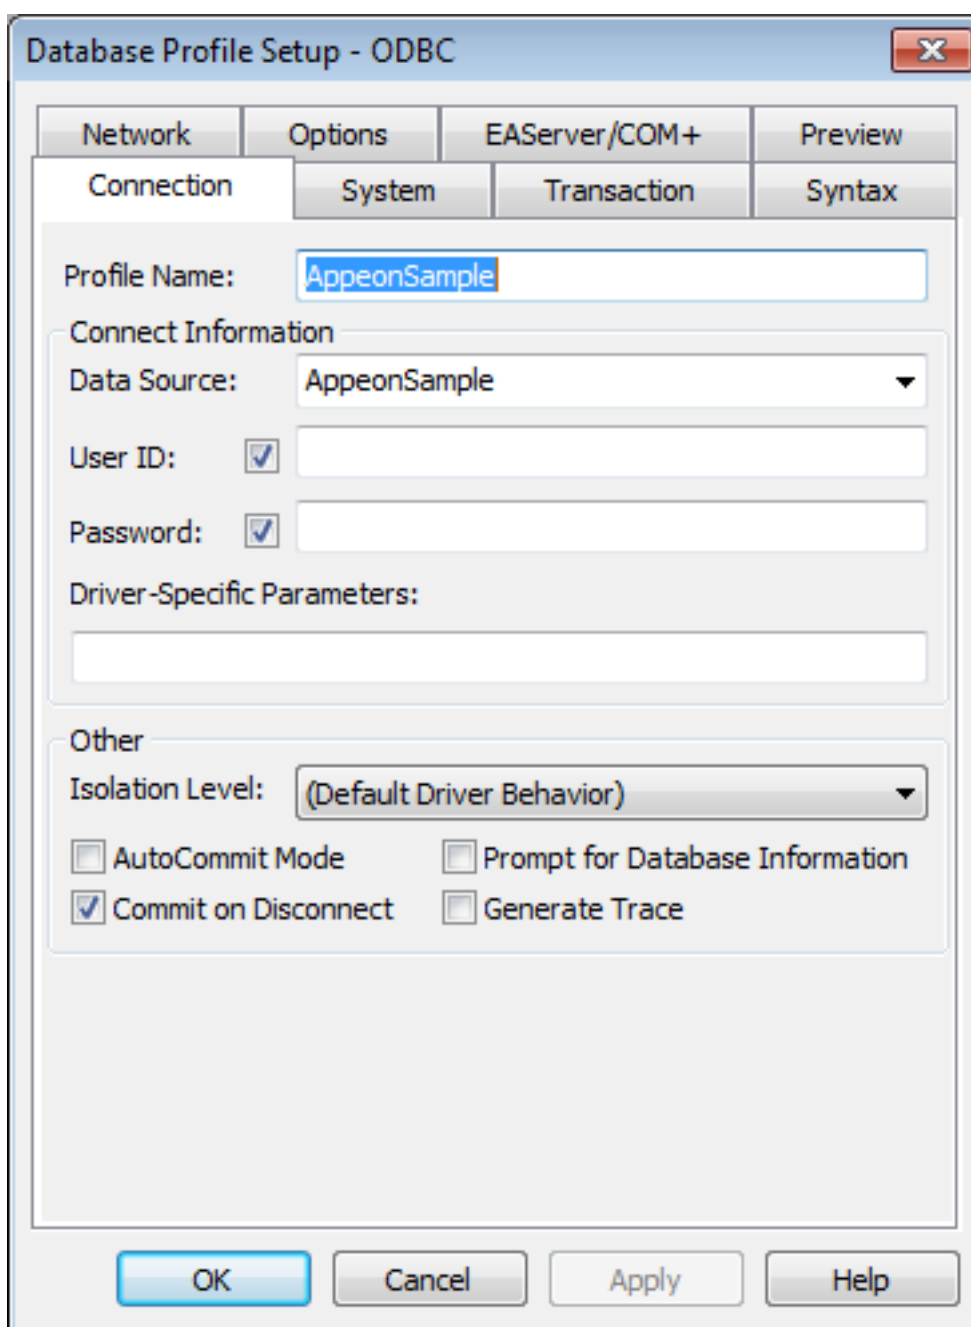 Database Profile Setup - ODBC
Network Options EAServer/COM+ Preview
Connection System Transaction Syntax
Profile Name: AppeonSample
Connect Information
Data Source: AppeonSample
User ID:
Password:
Driver-Specific Parameters:
Other
Isolation Level: (Default Driver Behavior)
AutoCommit Mode Prompt for Database Information
Commit on Disconnect Generate Trace
OK Cancel Apply Help